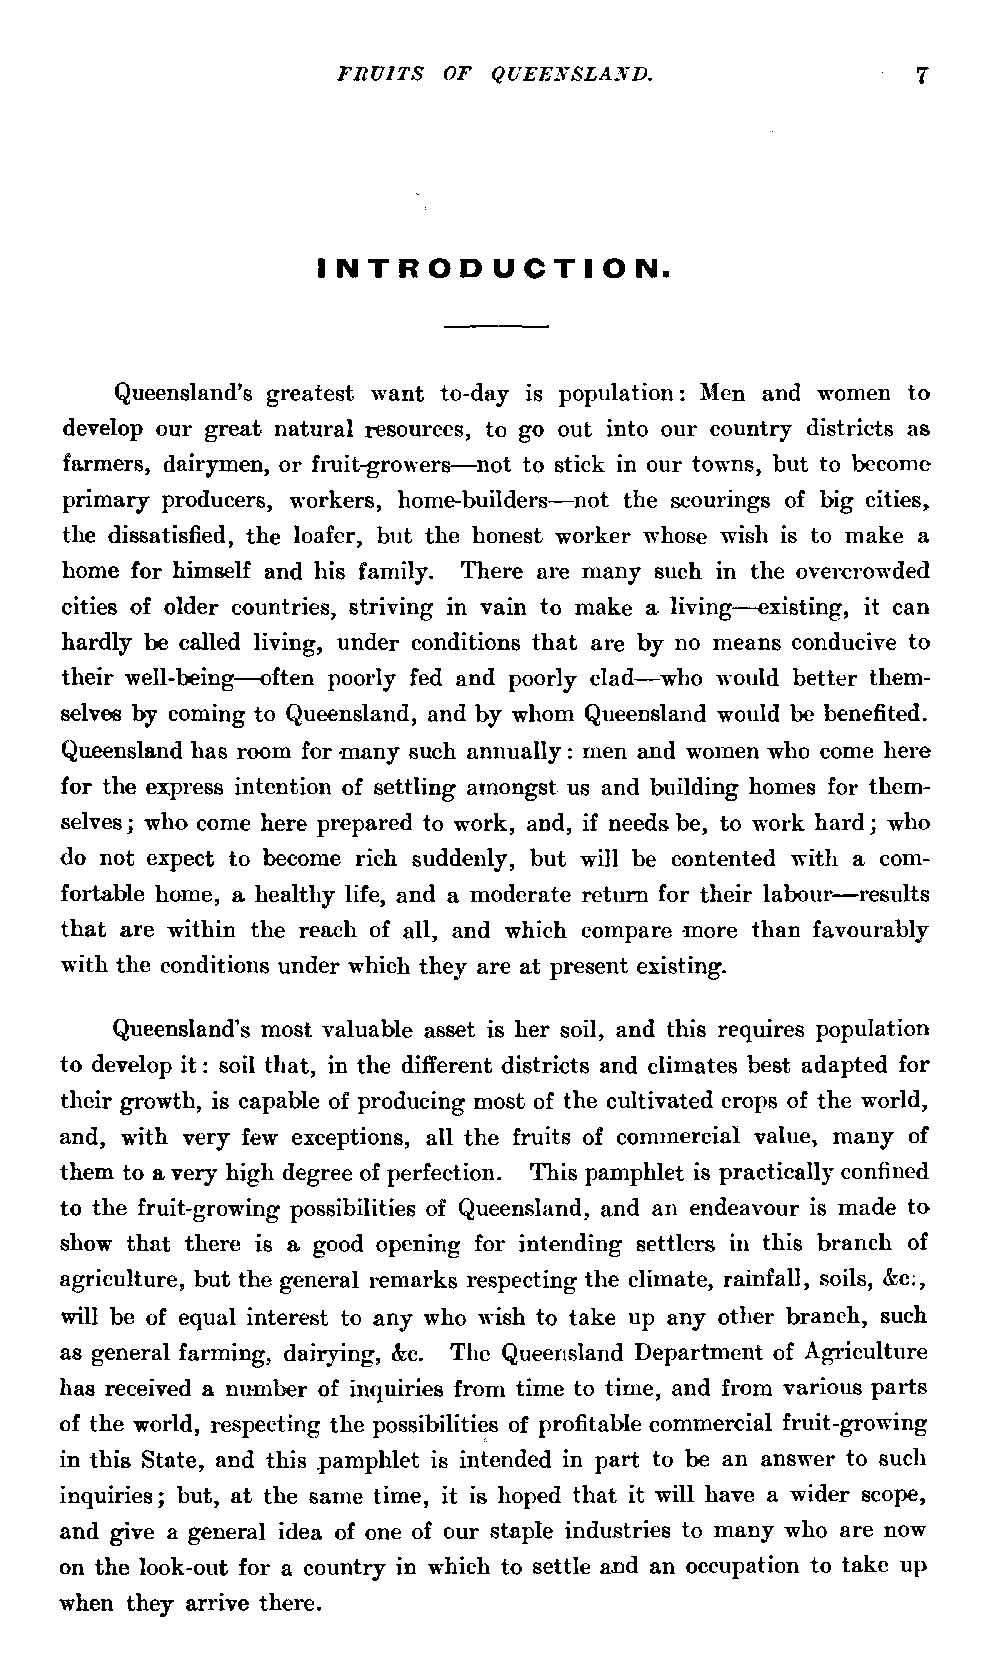 FRUITS OF QUEENSLAND. 7
INTRODUCTION.
Queensland's greatest want to-day is population: Men and women to
develop our great natural resources, to go out into our country districts as
farmers, dairymen, or fruit-growers—not to stick in our towns, but to become
primary producers, workers, home-builders—not the scourings of big cities,
the dissatisfied, the loafer, but the honest worker whose wish is to make a
home for himself and his family. There are many such in the overcrowded
cities of older countries, striving in vain to make a living—existing, it can
hardly be called living, under conditions that are by no means conducive to
their well-being—often poorly fed and poorly clad—who would better them-
selves by coming to Queensland, and by whom Queensland would be benefited.
Queensland has room for many such annually: men and women who come here
for the express intention of settling amongst us and building homes for them-
selves; who come here prepared to work, and, if needs be, to work hard; who
do not expect to become rich suddenly, but will be contented with a com-
fortable home, a healthy life, and a moderate return for their labour—results
that are within the reach of all, and which compare more than favourably
with the conditions under which they are at present existing.
Queensland's most valuable asset is her soil, and this requires population
to develop it: soil that, in the different districts and climates best adapted for
their growth, is capable of producing most of the cultivated crops of the world,
and, with very few exceptions, all the fruits of commercial value, many of
them to a very high degree of perfection. This pamphlet is practically confined
to the fruit-growing possibilities of Queensland, and an endeavour is made to
show that there is a good opening for intending settlers in this branch of
agriculture, but the general remarks respecting the climate, rainfall, soils, &c.,
will be of equal interest to any who wish to take up any other branch, such
as general farming, dairying, &c. The Queensland Department of Agriculture
has received a number of inquiries from time to time, and from various parts
of the world, respecting the possibilities of profitable commercial fruit-growing
in this State, and this pamphlet is intended in part to be an answer to such
inquiries; but, at the same time, it is hoped that it will have a wider scope,
and give a general idea of one of our staple industries to many who are now
on the look-out for a country in which to settle and an occupation to take up
when they arrive there.